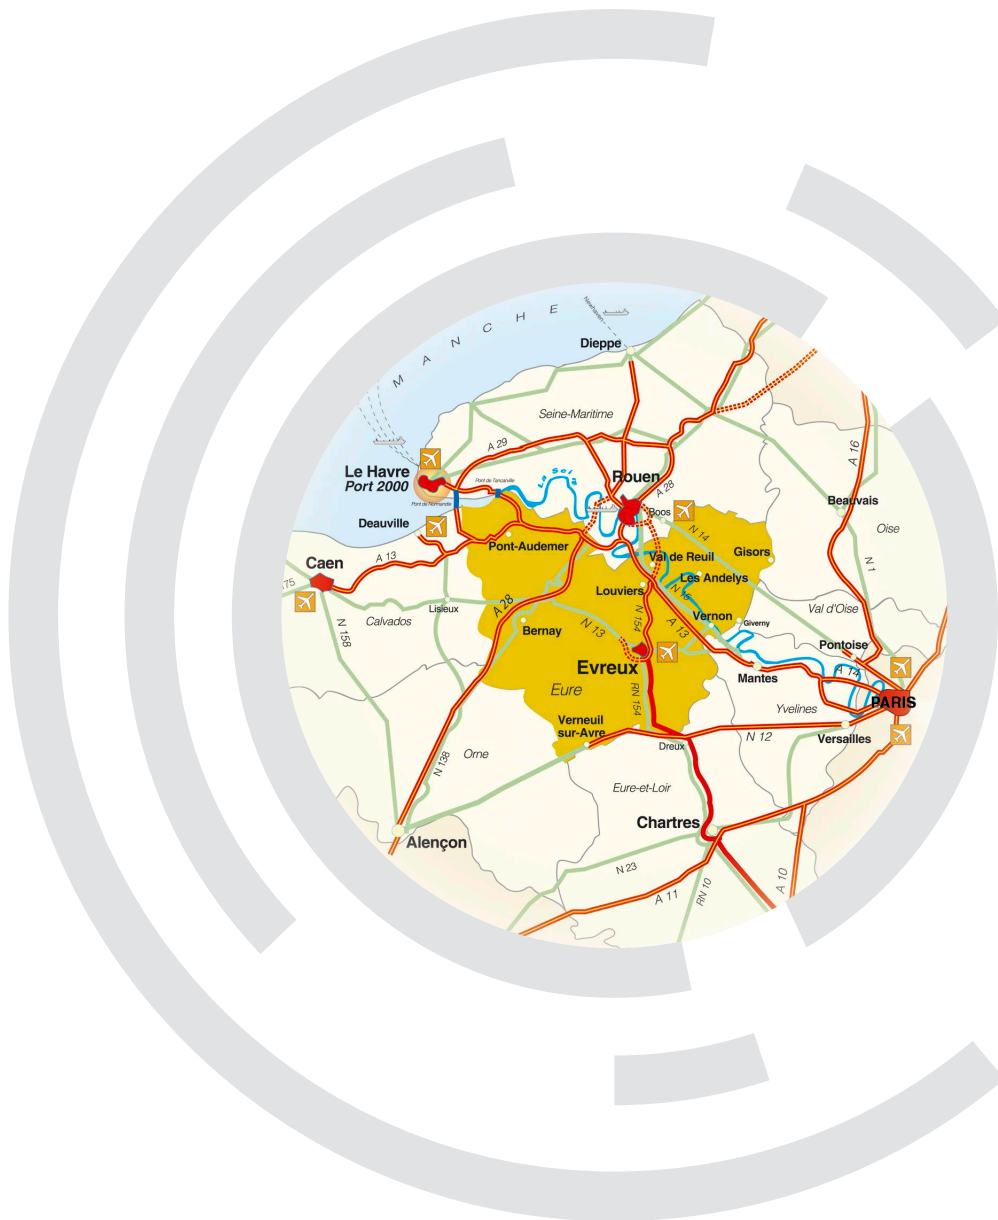 MANCHE
Newhaven
Dieppe
Seine-Maritime
A 29
Le Havre
Port 2000
Pont de Tancarville
Pont de Normandie
La Seine
Rouen
A 28
Boos
N 14
A 16
Beauvais
Oise
Deauville
Pont-Audemer
Val de Reuil
Gisors
Les Andelys
N 1
Caen
A 13
Louviers
N 15
Val d'Oise
Lisieux
Calvados
A 28
Vernon
Giverny
N 158
Bernay
N 13
N 154
A 13
Pontoise
Evreux
Mantes
A 14
Eure
RN 154
PARIS
Yvelines
Verneuil
sur-Avre
Dreux
N 12
Versailles
Orne
N 138
Eure-et-Loir
Chartres
Alençon
N 23
A 11
RN 10
A 10